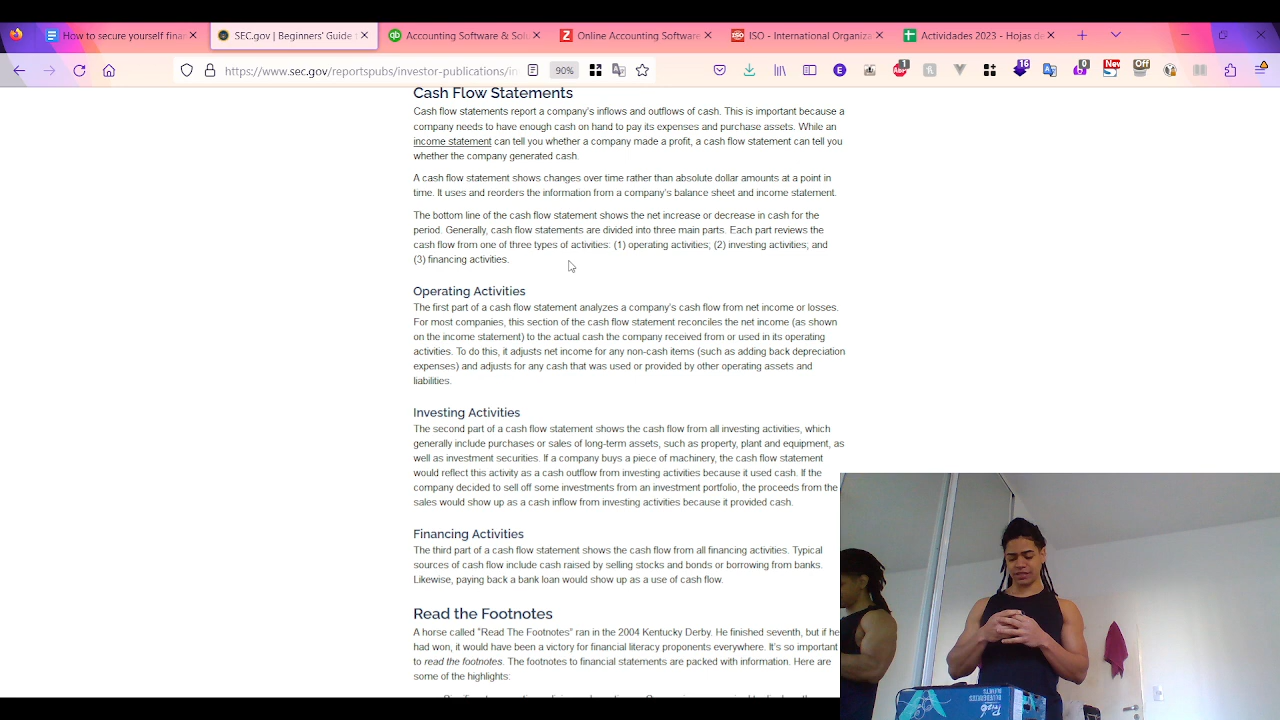 How to secure yourself finan
SEC.gov | Beginners' Guide t
Accounting Software & Solu
Online Accounting Software
ISO - International Organiza
Actividades 2023 - Hojas de
https://www.sec.gov/reportspubs/investor-publications/in
90%
1
16
0
New
Off
Cash Flow Statements
Cash flow statements report a company's inflows and outflows of cash. This is important because a
company needs to have enough cash on hand to pay its expenses and purchase assets. While an
income statement can tell you whether a company made a profit, a cash flow statement can tell you
whether the company generated cash.
A cash flow statement shows changes over time rather than absolute dollar amounts at a point in
time. It uses and reorders the information from a company's balance sheet and income statement.
The bottom line of the cash flow statement shows the net increase or decrease in cash for the
period. Generally, cash flow statements are divided into three main parts. Each part reviews the
cash flow from one of three types of activities: (1) operating activities; (2) investing activities; and
(3) financing activities.
Operating Activities
The first part of a cash flow statement analyzes a company's cash flow from net income or losses.
For most companies, this section of the cash flow statement reconciles the net income (as shown
on the income statement) to the actual cash the company received from or used in its operating
activities. To do this, it adjusts net income for any non-cash items (such as adding back depreciation
expenses) and adjusts for any cash that was used or provided by other operating assets and
liabilities.
Investing Activities
The second part of a cash flow statement shows the cash flow from all investing activities, which
generally include purchases or sales of long-term assets, such as property, plant and equipment, as
well as investment securities. If a company buys a piece of machinery, the cash flow statement
would reflect this activity as a cash outflow from investing activities because it used cash. If the
company decided to sell off some investments from an investment portfolio, the proceeds from the
sales would show up as a cash inflow from investing activities because it provided cash.
Financing Activities
The third part of a cash flow statement shows the cash flow from all financing activities. Typical
sources of cash flow include cash raised by selling stocks and bonds or borrowing from banks.
Likewise, paying back a bank loan would show up as a use of cash flow.
Read the Footnotes
A horse called "Read The Footnotes" ran in the 2004 Kentucky Derby. He finished seventh, but if he
had won, it would have been a victory for financial literacy proponents everywhere. It's so important
to read the footnotes. The footnotes to financial statements are packed with information. Here are
some of the highlights: